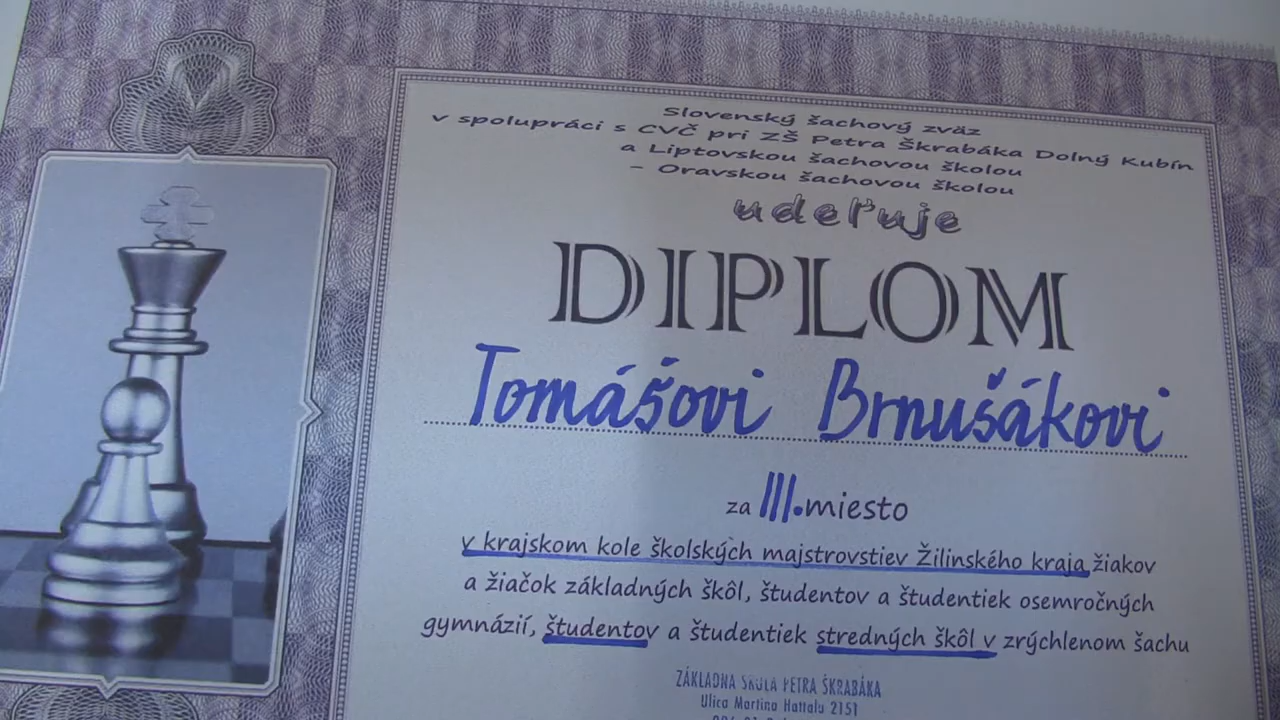 Slovenský šachový zväz
v spolupráci s CVČ pri ZŠ Petra Škrabáka Dolný Kubín
a Liptovskou šachovou školou
– Oravskou šachovou školou
udeľuje
DIPLOM
Tomášovi Brnušákovi
za III. miesto
v krajskom kole školských majstrovstiev Žilinského kraja žiakov
a žiačok základných škôl, študentov a študentiek osemročných
gymnázií, študentov a študentiek stredných škôl v zrýchlenom šachu
ZÁKLADNÁ ŠKOLA PETRA ŠKRABÁKA
Ulica Martina Hattalu 2151